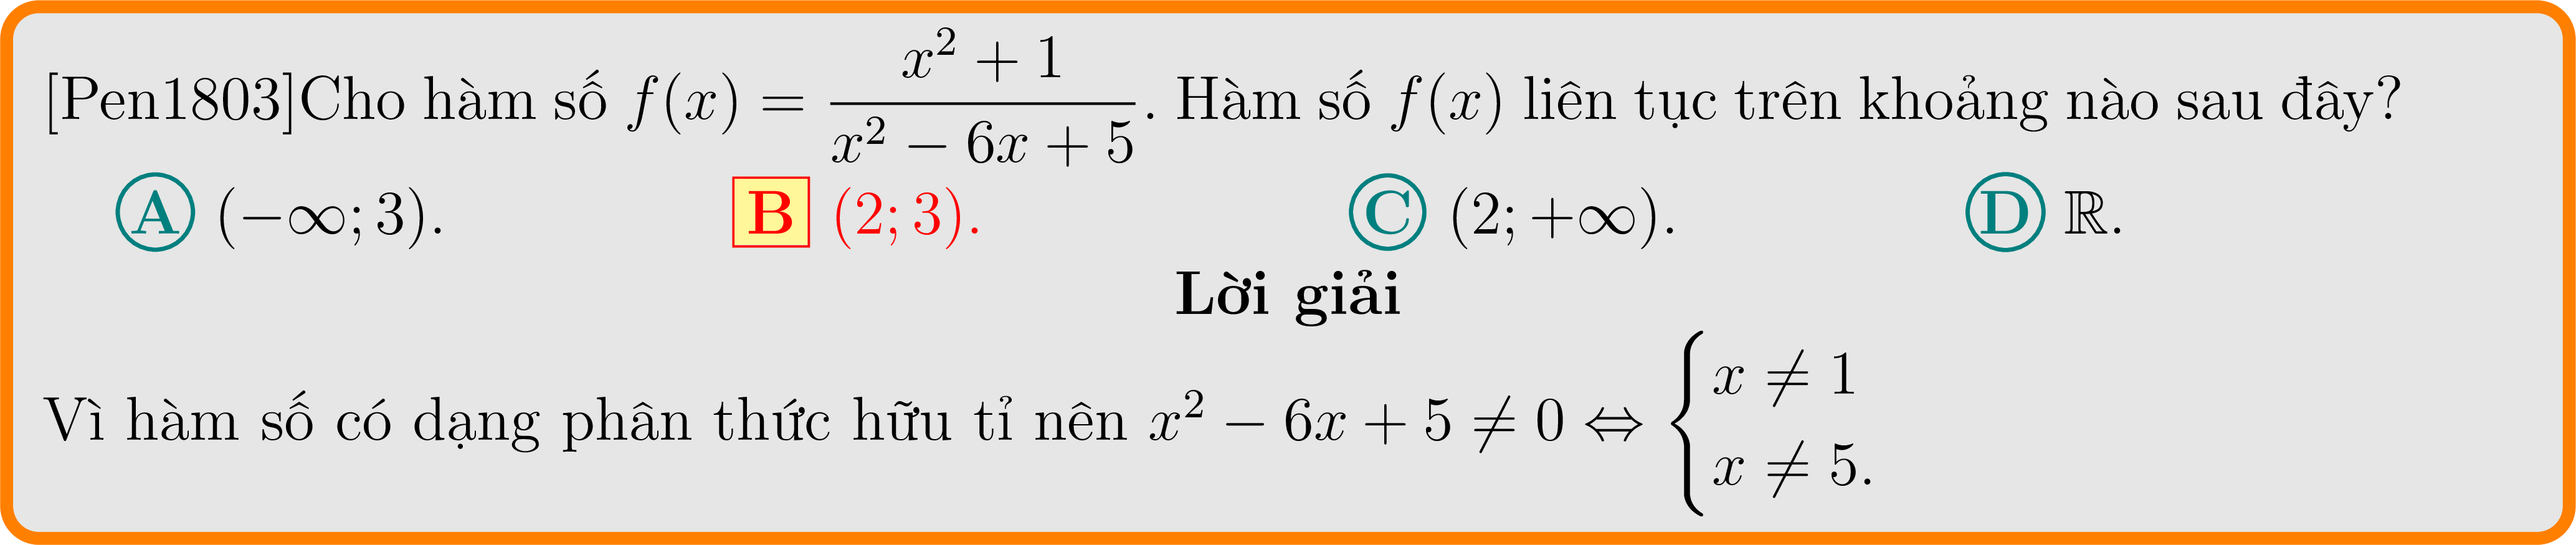 [Pen1803]Cho hàm số $f(x) = \dfrac{x^2+1}{x^2-6x+5}$. Hàm số $f(x)$ liên tục trên khoảng nào sau đây?
A $(-\infty; 3)$. B $(2; 3)$. C $(2; +\infty)$. D $\mathbb{R}$.
Lời giải
Vì hàm số có dạng phân thức hữu tỉ nên $x^2 - 6x + 5 \neq 0 \Leftrightarrow \begin{cases} x \neq 1 \\ x \neq 5. \end{cases}$